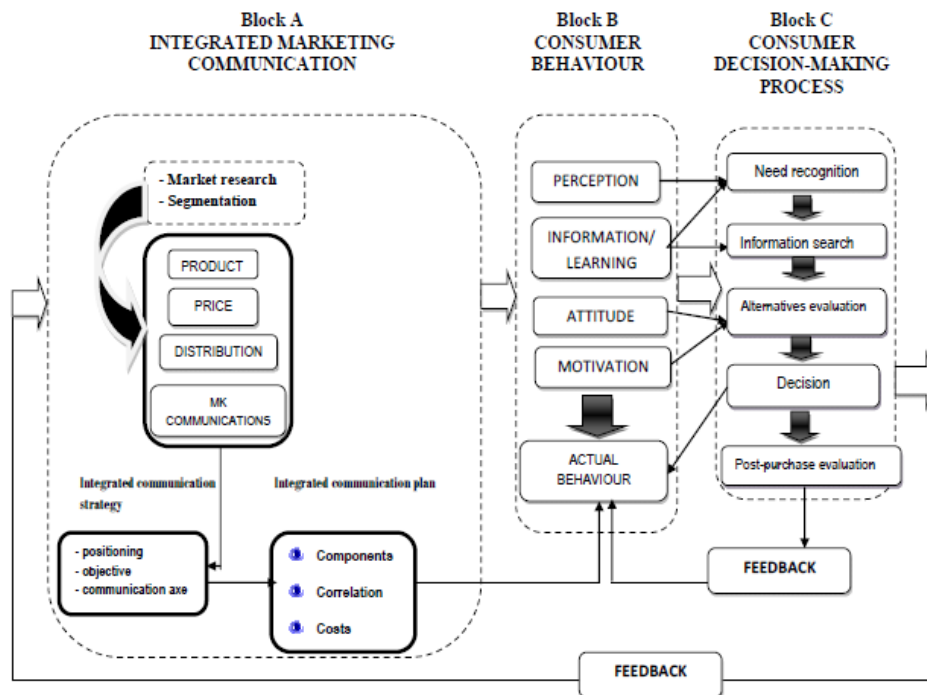 Block A
INTEGRATED MARKETING
COMMUNICATION
Block B
CONSUMER
BEHAVIOUR
Block C
CONSUMER
DECISION-MAKING
PROCESS
- Market research
- Segmentation
PRODUCT
PRICE
DISTRIBUTION
MK
COMMUNICATIONS
Integrated communication
strategy
Integrated communication plan
- positioning
- objective
- communication axe
Components
Correlation
Costs
PERCEPTION
INFORMATION/
LEARNING
ATTITUDE
MOTIVATION
ACTUAL
BEHAVIOUR
Need recognition
Information search
Alternatives evaluation
Decision
Post-purchase evaluation
FEEDBACK
FEEDBACK